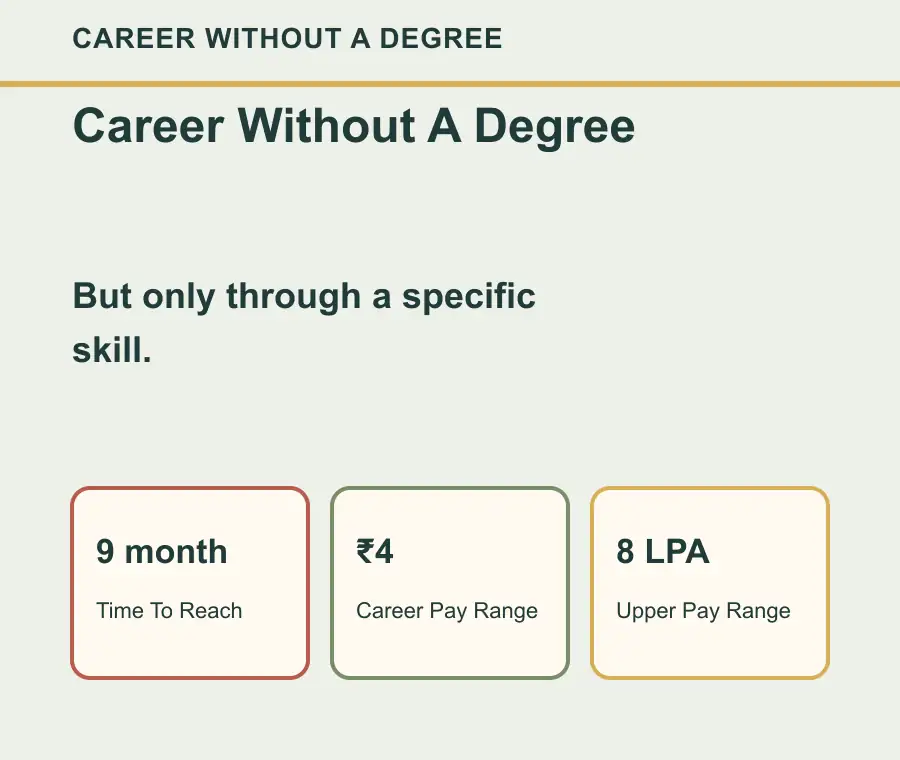 CAREER WITHOUT A DEGREE
Career Without A Degree
But only through a specific
skill.
9 month
Time To Reach
₹4
Career Pay Range
8 LPA
Upper Pay Range